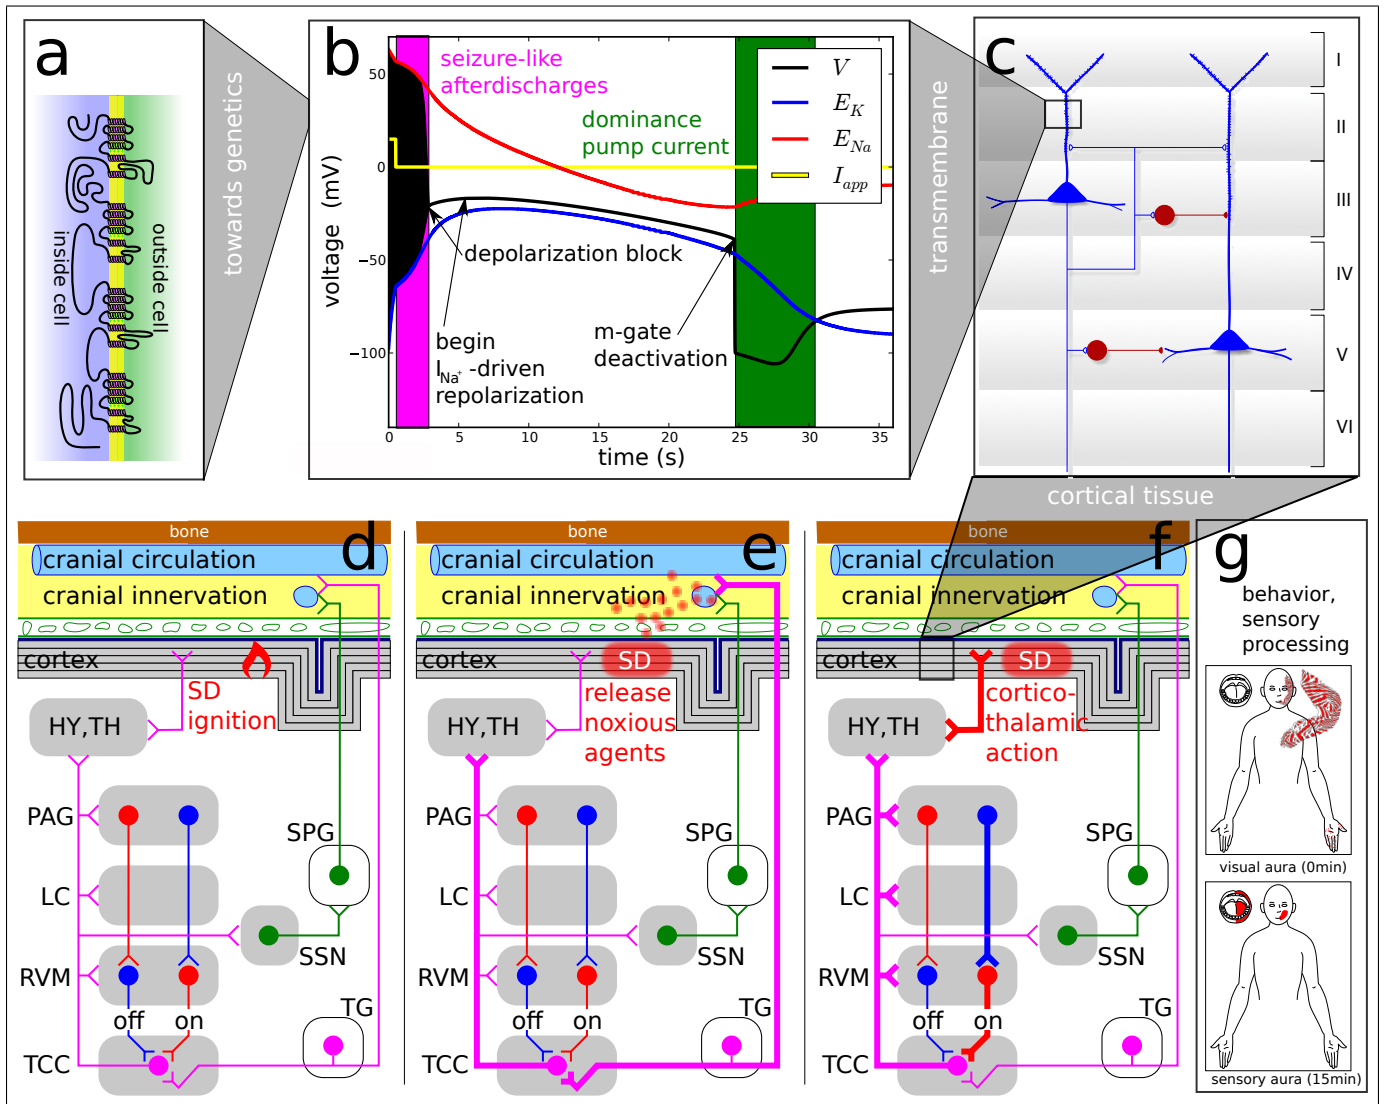 a
inside cell
outside cell
towards genetics
b
seizure-like
afterdischarges
dominance
pump current
V
E_K
E_Na
I_app
depolarization block
begin
I_Na+-driven
repolarization
m-gate
deactivation
voltage (mV)
50
0
−50
−100
0
5
10
15
20
25
30
35
time (s)
transmembrane
c
I
II
III
IV
V
VI
cortical tissue
d
bone
cranial circulation
cranial innervation
cortex
SD
ignition
HY,TH
PAG
SPG
LC
SSN
RVM
off
on
TG
TCC
e
bone
cranial circulation
cranial innervation
cortex
SD
release
noxious
agents
HY,TH
PAG
SPG
LC
SSN
RVM
off
on
TG
TCC
f
bone
cranial circulation
cranial innervation
cortex
SD
cortico-
thalamic
action
HY,TH
PAG
SPG
LC
SSN
RVM
off
on
TG
TCC
g
behavior,
sensory
processing
visual aura (0min)
sensory aura (15min)